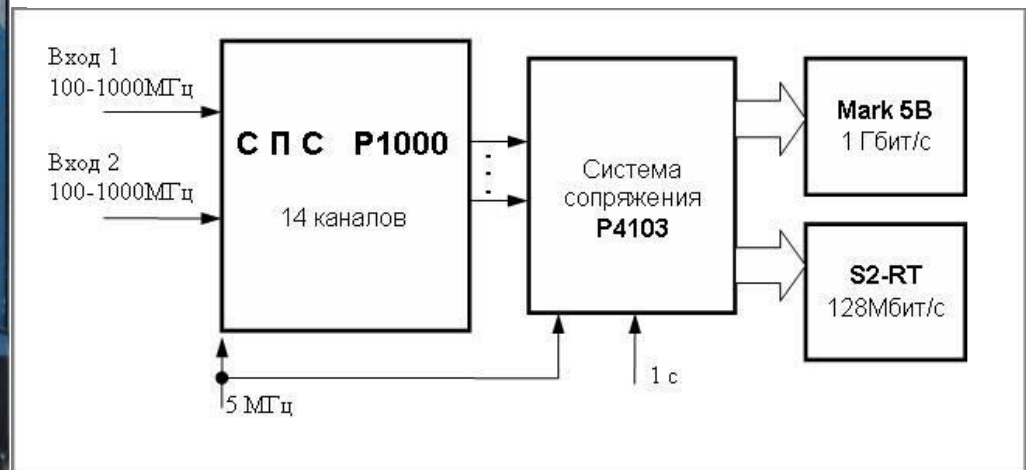 Вход 1
100-1000МГц
Вход 2
100-1000МГц
С П С Р1000
14 каналов
Система
сопряжения
Р4103
Mark 5B
1 Гбит/с
S2-RT
128Мбит/с
5 МГц
1 с